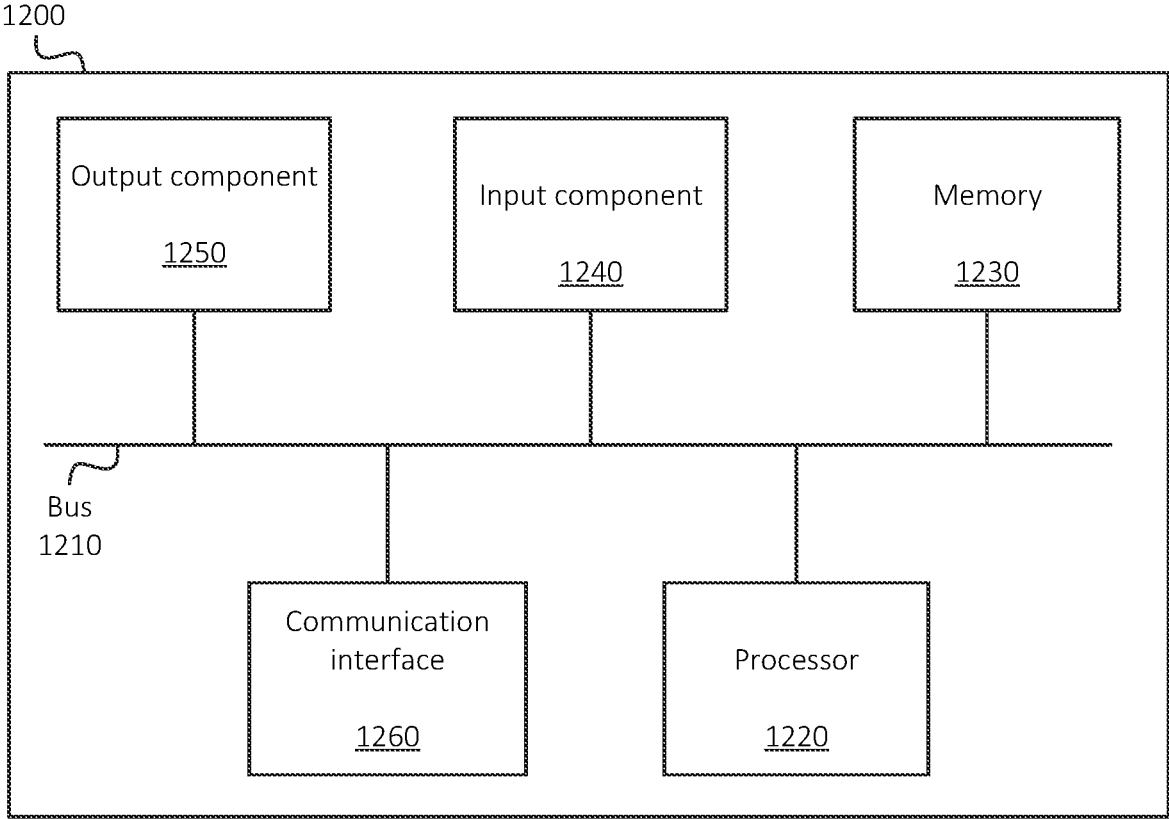 1200
Output component
1250
Input component
1240
Memory
1230
Bus
1210
Communication
interface
1260
Processor
1220